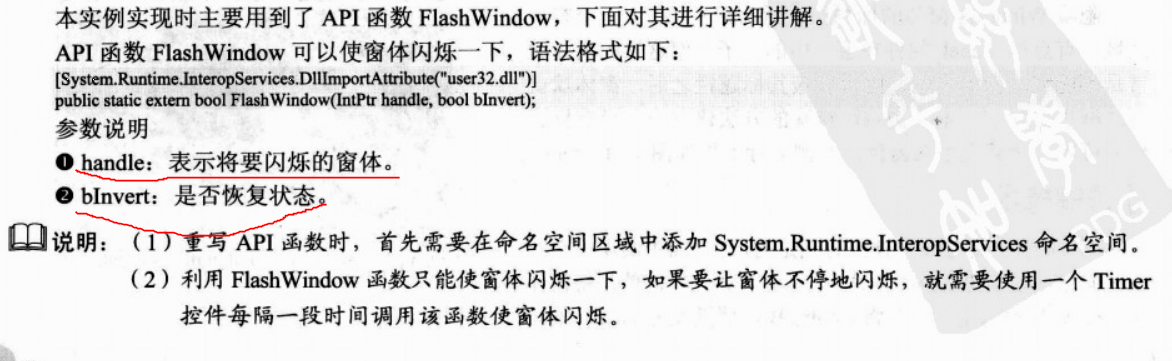 本实例实现时主要用到了 API 函数 FlashWindow，下面对其进行详细讲解。
API 函数 FlashWindow 可以使窗体闪烁一下，语法格式如下：
[System.Runtime.InteropServices.DllImportAttribute("user32.dll")]
public static extern bool FlashWindow(IntPtr handle, bool bInvert);
参数说明
❶ handle：表示将要闪烁的窗体。
❷ bInvert：是否恢复状态。
说明：（1）重写 API 函数时，首先需要在命名空间区域中添加 System.Runtime.InteropServices 命名空间。
（2）利用 FlashWindow 函数只能使窗体闪烁一下，如果要让窗体不停地闪烁，就需要使用一个 Timer
控件每隔一段时间调用该函数使窗体闪烁。